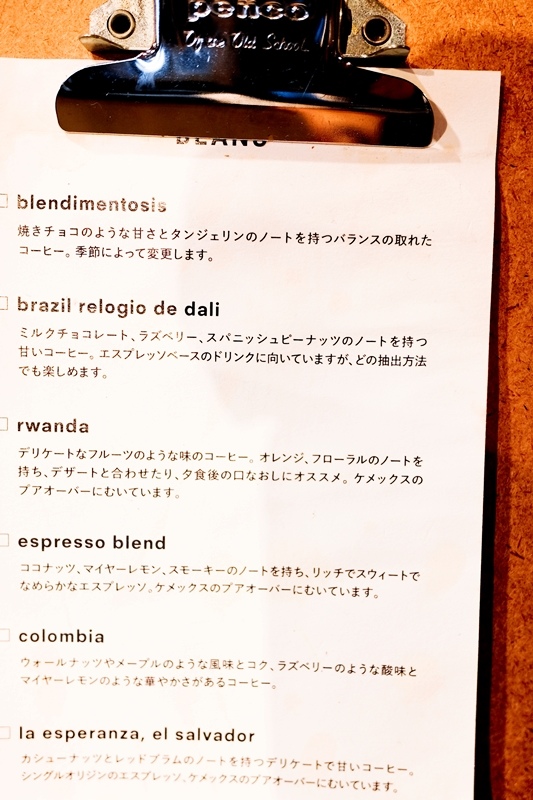 penco
By the Old School
BEANS
blendimentosis
焼きチョコのような甘さとタンジェリンのノートを持つバランスの取れた
コーヒー。季節によって変更します。
brazil relogio de dali
ミルクチョコレート、ラズベリー、スパニッシュピーナッツのノートを持つ
甘いコーヒー。エスプレッソベースのドリンクに向いていますが、どの抽出方法
でも楽しめます。
rwanda
デリケートなフルーツのような味のコーヒー。オレンジ、フローラルのノートを
持ち、デザートと合わせたり、夕食後の口なおしにオススメ。ケメックスの
プアオーバーにむいています。
espresso blend
ココナッツ、マイヤーレモン、スモーキーのノートを持ち、リッチでスウィートで
なめらかなエスプレッソ。ケメックスのプアオーバーにむいています。
colombia
ウォールナッツやメープルのような風味とコク、ラズベリーのような酸味と
マイヤーレモンのような華やかさがあるコーヒー。
la esperanza, el salvador
カシューナッツとレッドプラムのノートを持つデリケートで甘いコーヒー。
シングルオリジンのエスプレッソ、ケメックスのプアオーバーにむいています。